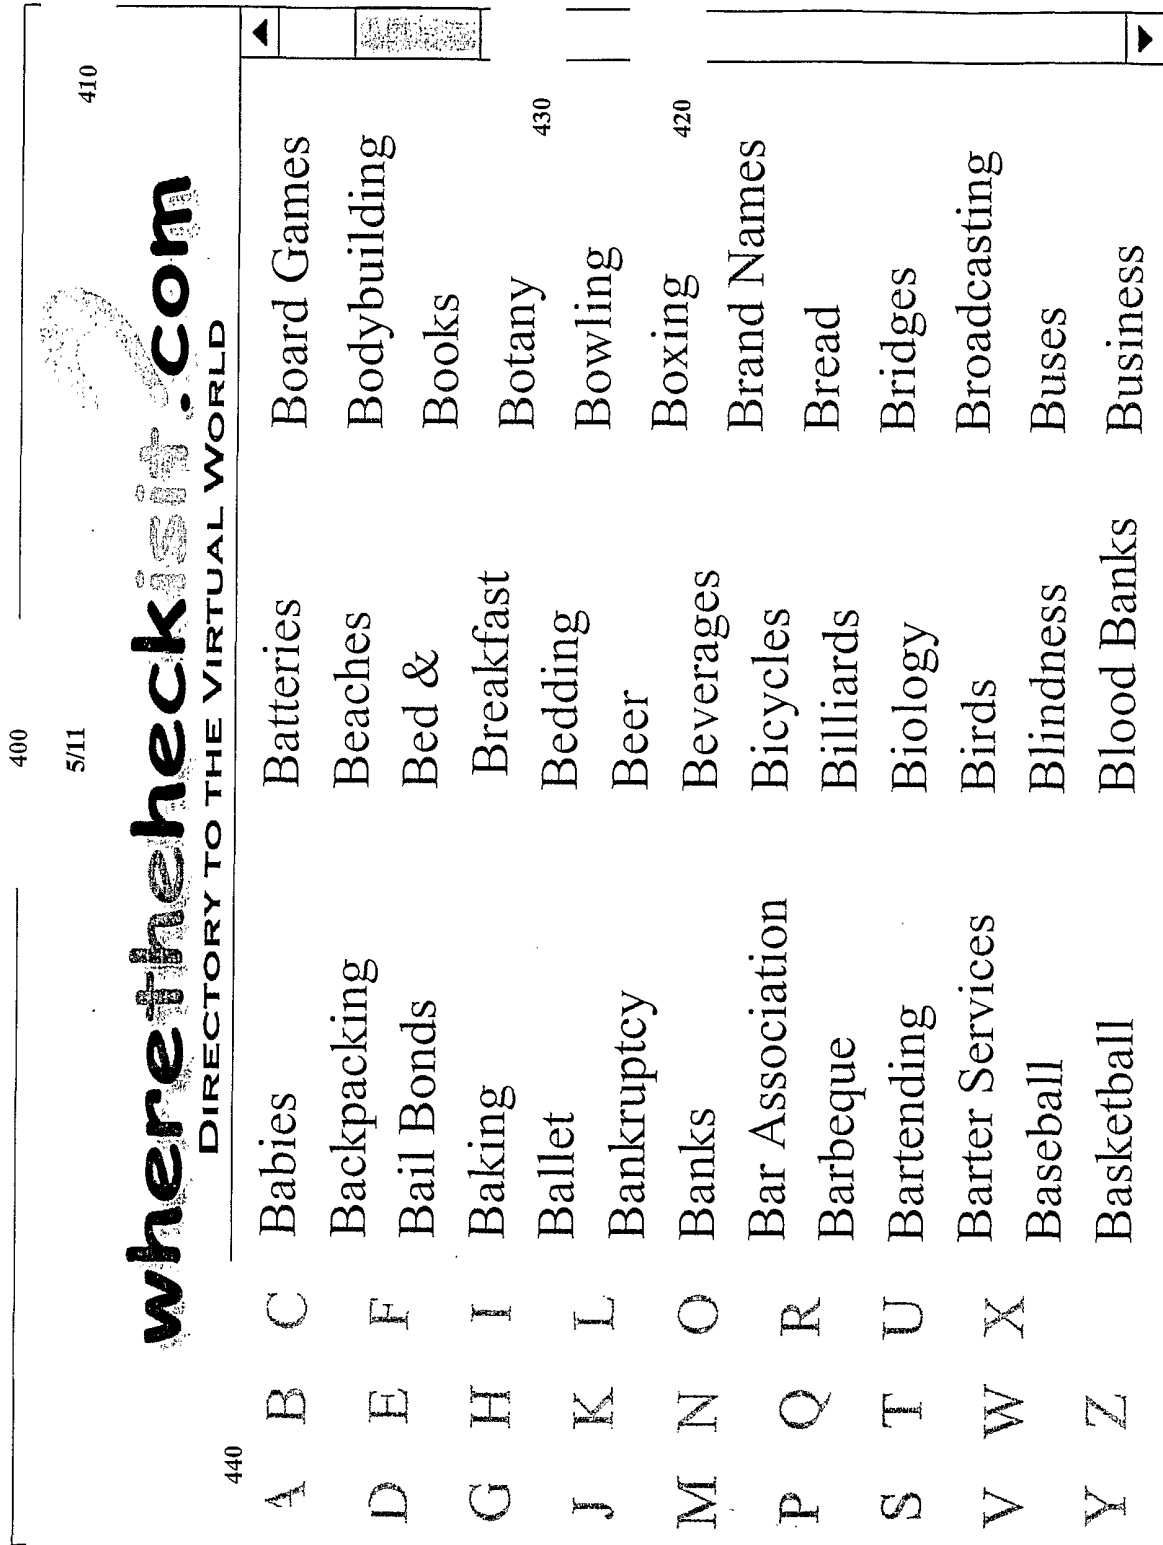 400
5/11
410
wheretheheckisit?.com
DIRECTORY TO THE VIRTUAL WORLD
440
A B C
D E F
G H I
J K L
M N O
P Q R
S T U
V W X
Y Z
Babies
Backpacking
Bail Bonds
Baking
Ballet
Bankruptcy
Banks
Bar Association
Barbeque
Bartending
Barter Services
Baseball
Basketball
Batteries
Beaches
Bed &
Breakfast
Bedding
Beer
Beverages
Bicycles
Billiards
Biology
Birds
Blindness
Blood Banks
Board Games
Bodybuilding
Books
Botany
Bowling
Boxing
Brand Names
Bread
Bridges
Broadcasting
Buses
Business
430
420